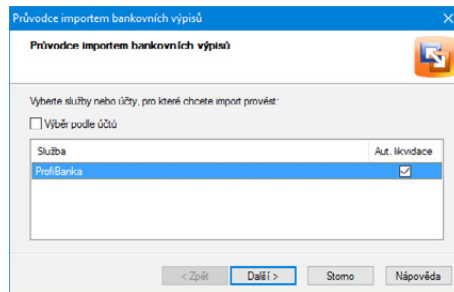 Průvodce importem bankovních výpisů
Průvodce importem bankovních výpisů
Vyberte služby nebo účty, pro které chcete import provést:
Výběr podle účtů
Služba Aut. likvidace
ProfiBanka
< Zpět Další > Storno Nápověda